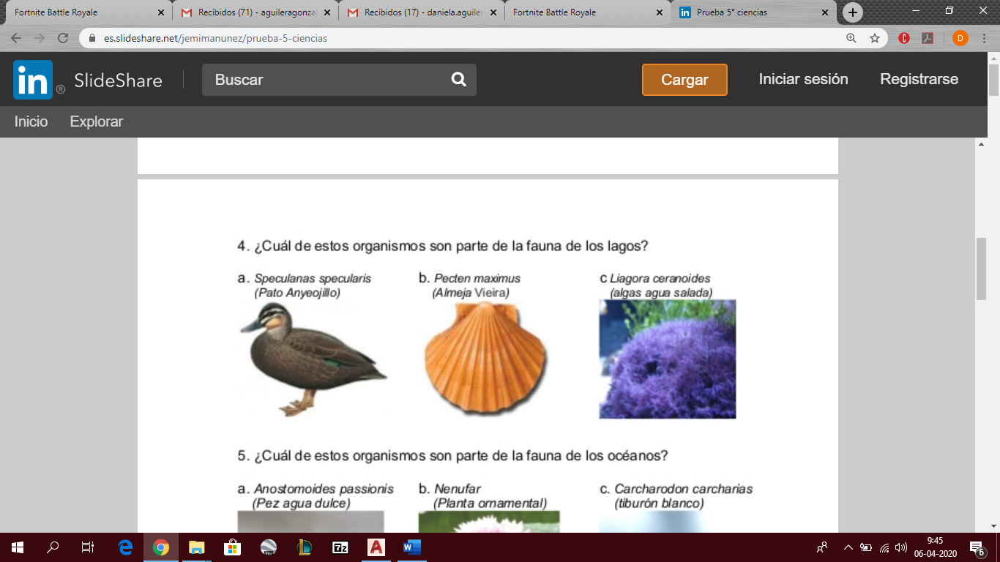 Fortnite Battle Royale
Recibidos (71) - aguileragonza
Recibidos (17) - daniela.aguiler
Fortnite Battle Royale
Prueba 5° ciencias
es.slideshare.net/jemimanunez/prueba-5-ciencias
D
in® SlideShare
Buscar
Cargar
Iniciar sesión
Registrarse
Inicio
Explorar
4. ¿Cuál de estos organismos son parte de la fauna de los lagos?
a. Speculanas specularis
(Pato Anyeojillo)
b. Pecten maximus
(Almeja Vieira)
c Liagora ceranoides
(algas agua salada)
5. ¿Cuál de estos organismos son parte de la fauna de los océanos?
a. Anostomoides passionis
(Pez agua dulce)
b. Nenufar
(Planta ornamental)
c. Carcharodon carcharias
(tiburón blanco)
7z
A
W
9:45
06-04-2020
6